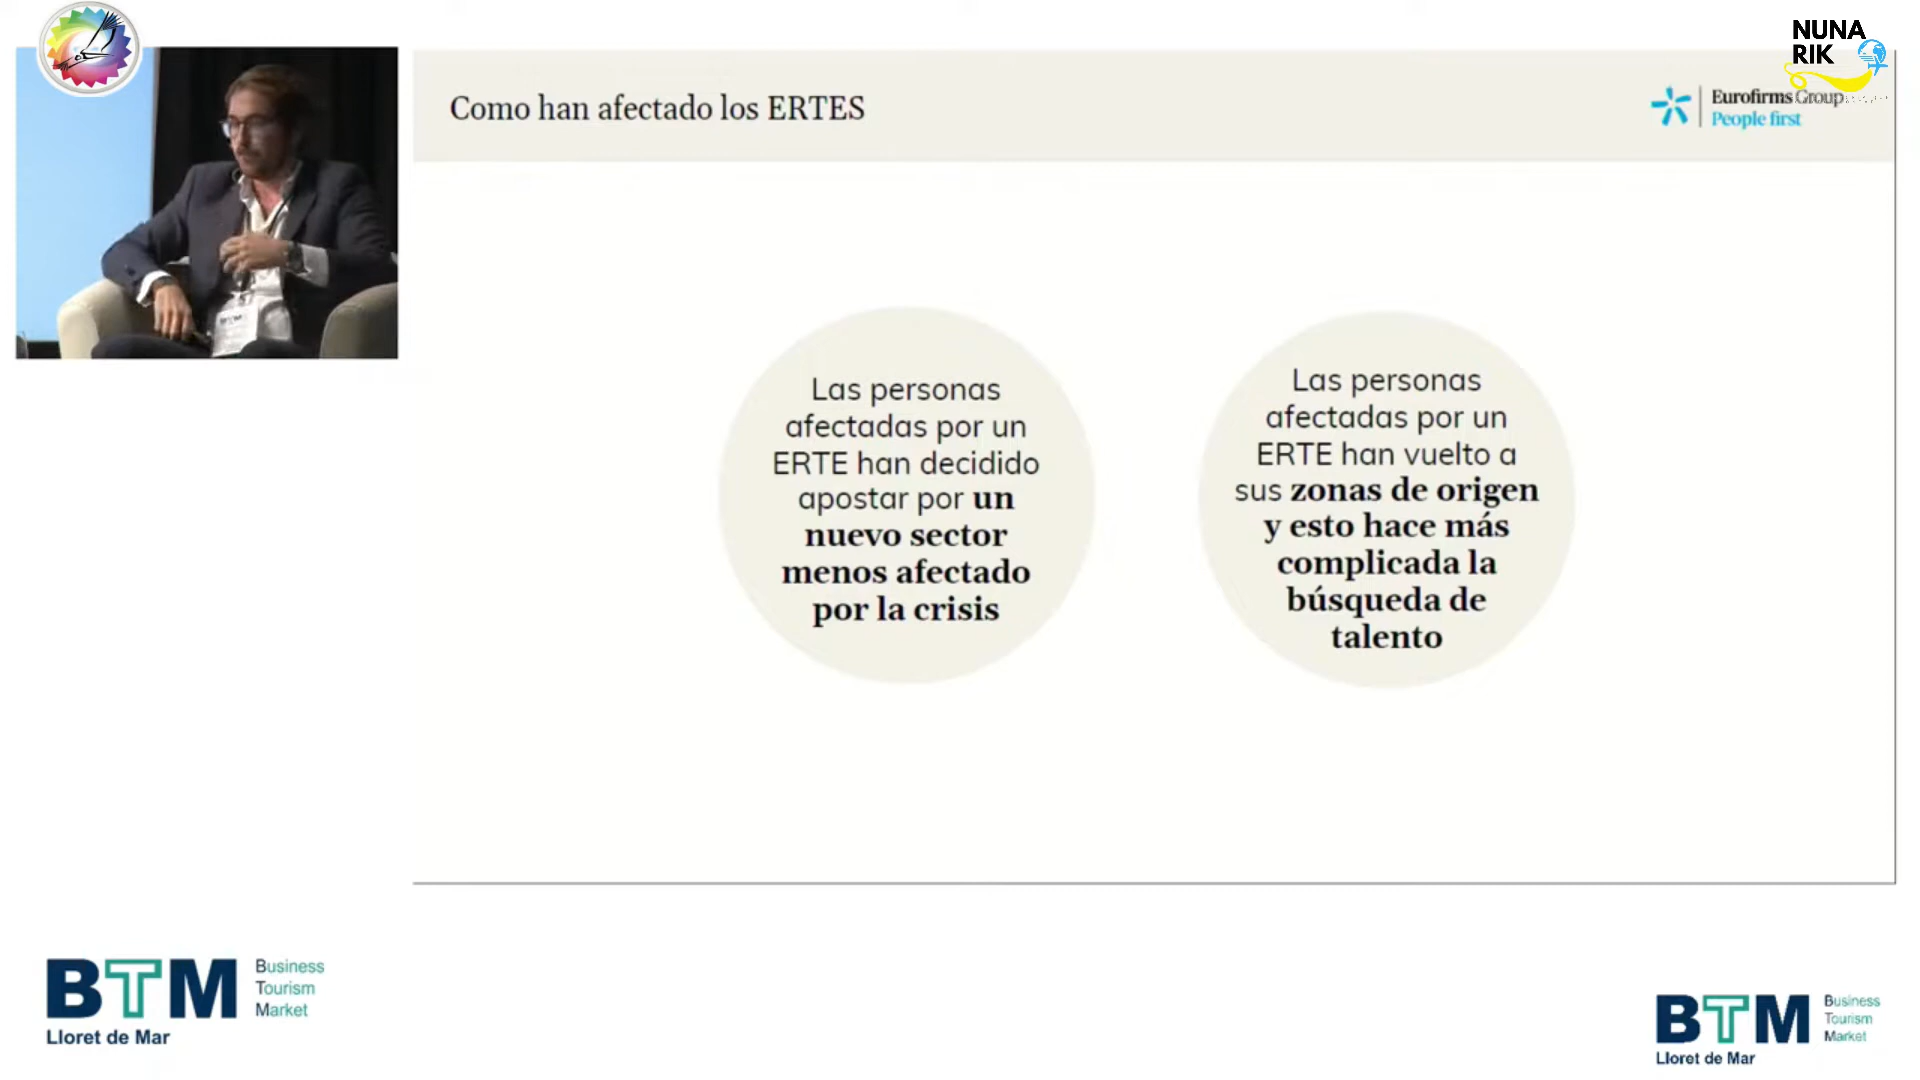 NUNA
RIK
Como han afectado los ERTES
Eurofirms Group
People first
Las personas
afectadas por un
ERTE han decidido
apostar por un
nuevo sector
menos afectado
por la crisis
Las personas
afectadas por un
ERTE han vuelto a
sus zonas de origen
y esto hace más
complicada la
búsqueda de
talento
BTM
BTM
Business
Tourism
Market
Lloret de Mar
BTM
Business
Tourism
Market
Lloret de Mar